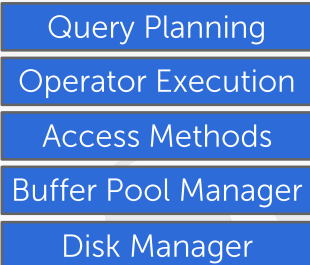 Query Planning
Operator Execution
Access Methods
Buffer Pool Manager
Disk Manager